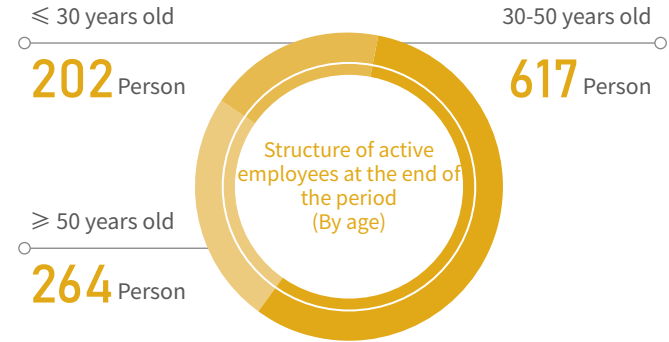 ⩽ 30 years old
202 Person
30-50 years old
617 Person
Structure of active
employees at the end of
the period
(By age)
⩾ 50 years old
264 Person